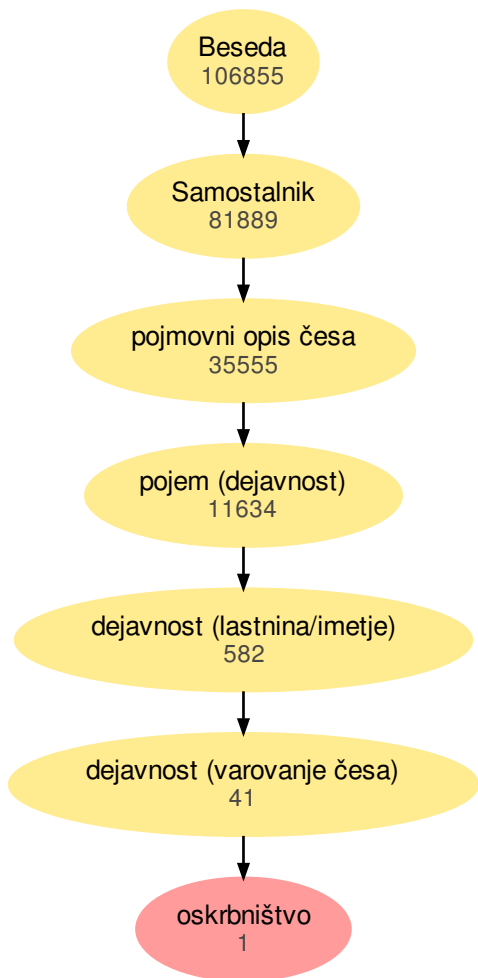 Beseda
106855
Samostalnik
81889
pojmovni opis česa
35555
pojem (dejavnost)
11634
dejavnost (lastnina/imetje)
582
dejavnost (varovanje česa)
41
oskrbništvo
1